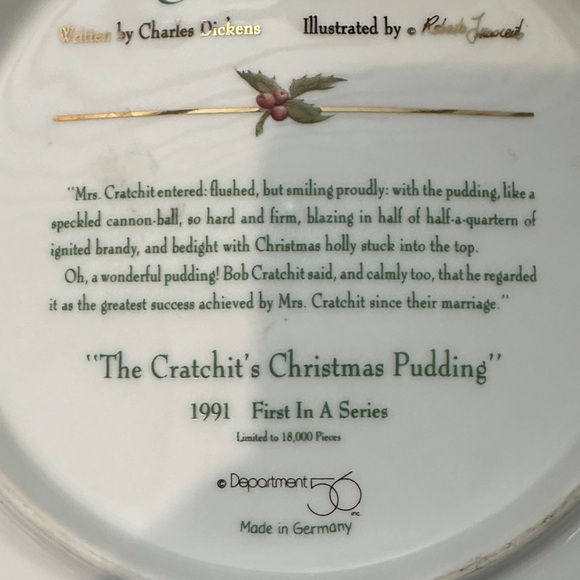 Written by Charles Dickens Illustrated by © Roberto Innocenti
"Mrs. Cratchit entered: flushed, but smiling proudly: with the pudding, like a
speckled cannon-ball, so hard and firm, blazing in half of half-a-quartern of
ignited brandy, and bedight with Christmas holly stuck into the top.
Oh, a wonderful pudding! Bob Cratchit said, and calmly too, that he regarded
it as the greatest success achieved by Mrs. Cratchit since their marriage."
"The Cratchit's Christmas Pudding"
1991 First In A Series
Limited to 18,000 Pieces
© Department 56 inc.
Made in Germany